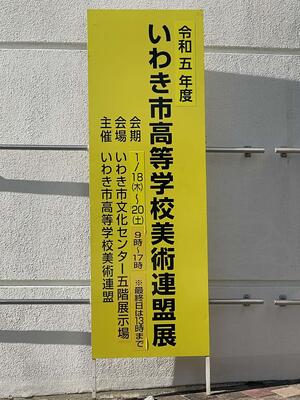 令和五年度
いわき市高等学校美術連盟展
会期 1/18(木)～20(土) 9時～17時 ※最終日は13時まで
会場 いわき市文化センター五階展示場
主催 いわき市高等学校美術連盟